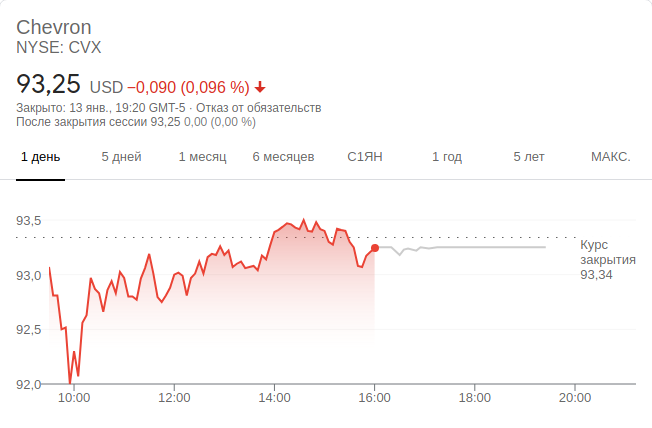 Chevron
NYSE: CVX
93,25 USD −0,090 (0,096 %)
Закрыто: 13 янв., 19:20 GMT-5 · Отказ от обязательств
После закрытия сессии 93,25 0,00 (0,00 %)
1 день 5 дней 1 месяц 6 месяцев С1ЯН 1 год 5 лет МАКС.
93,5
93,0
92,5
92,0
Курс
закрытия
93,34
10:00 12:00 14:00 16:00 18:00 20:00